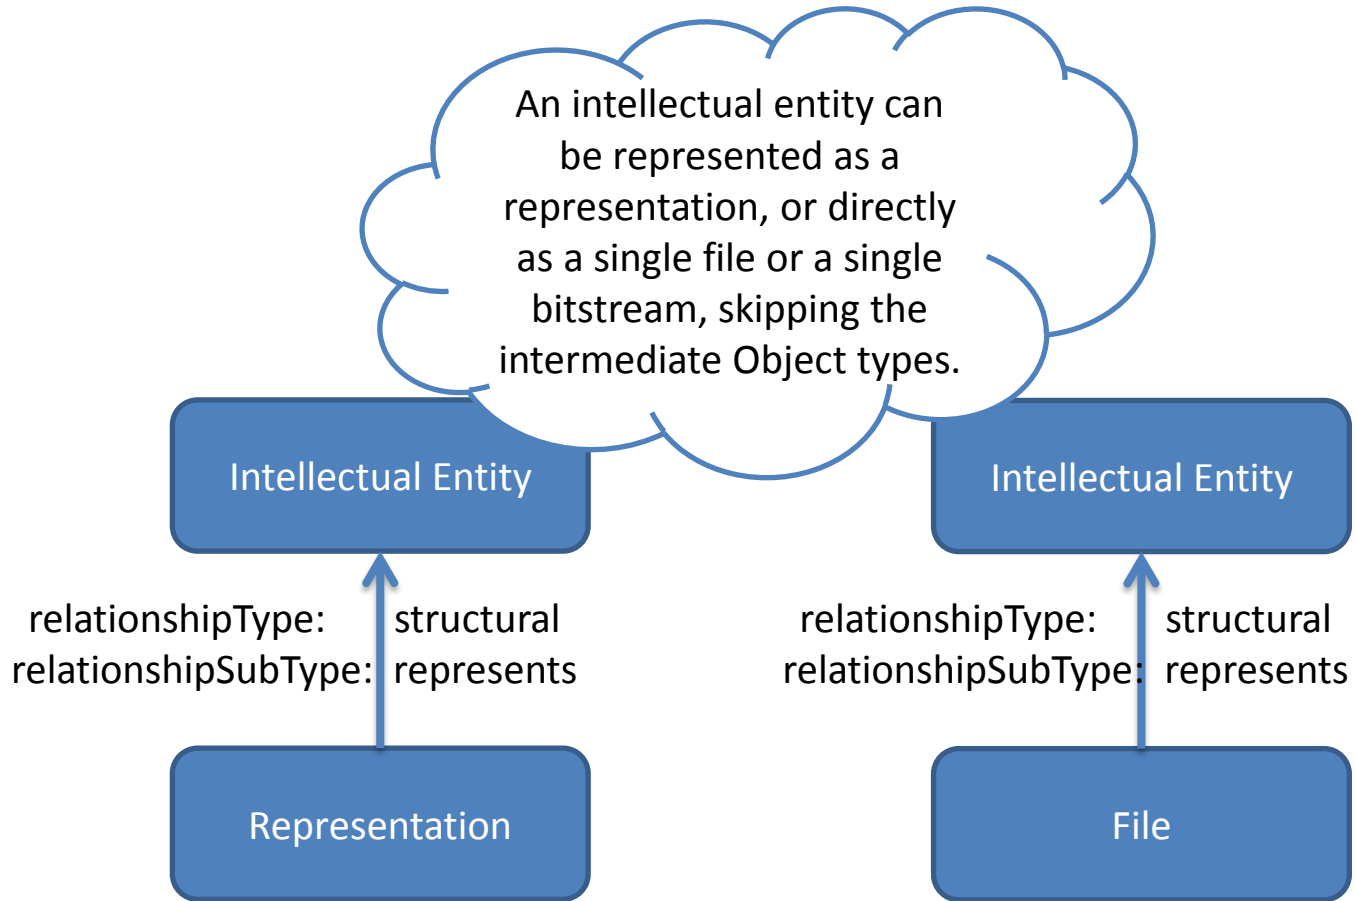 An intellectual entity can
be represented as a
representation, or directly
as a single file or a single
bitstream, skipping the
intermediate Object types.
Intellectual Entity
Intellectual Entity
relationshipType: structural
relationshipSubType: represents
relationshipType: structural
relationshipSubType: represents
Representation
File